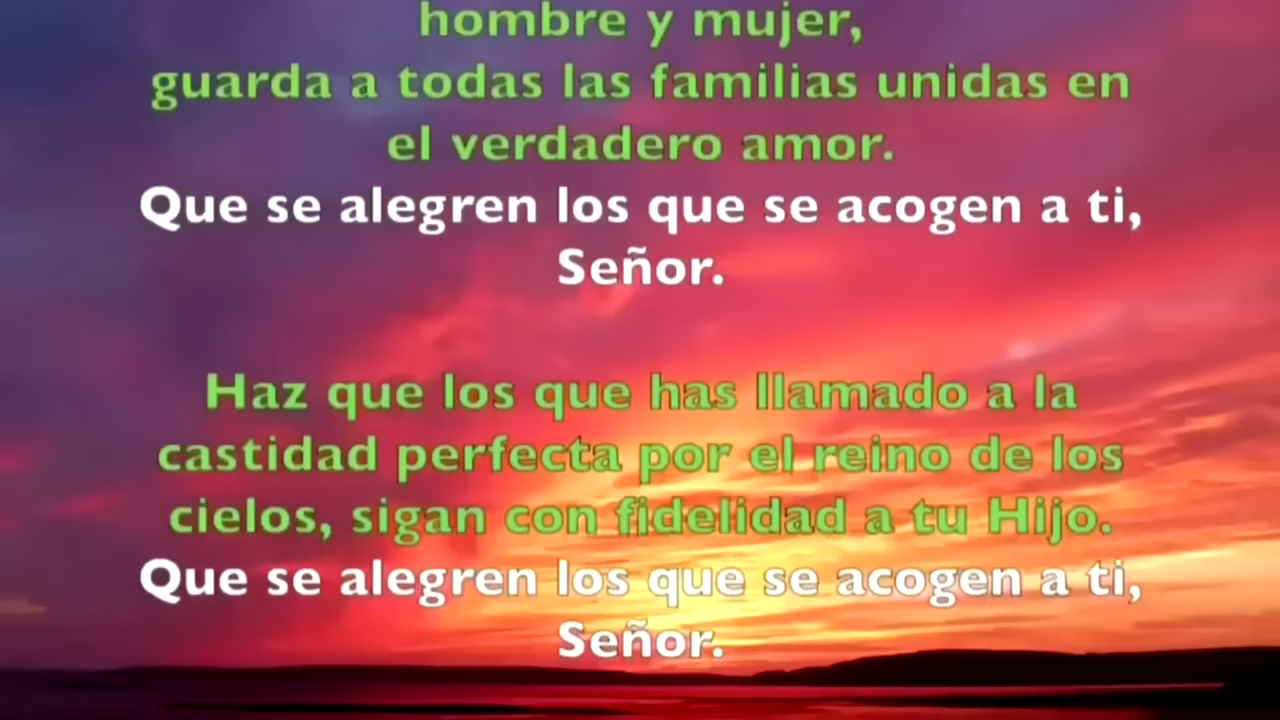 hombre y mujer,
guarda a todas las familias unidas en
el verdadero amor.
Que se alegren los que se acogen a ti,
Señor.
Haz que los que has llamado a la
castidad perfecta por el reino de los
cielos, sigan con fidelidad a tu Hijo.
Que se alegren los que se acogen a ti,
Señor.